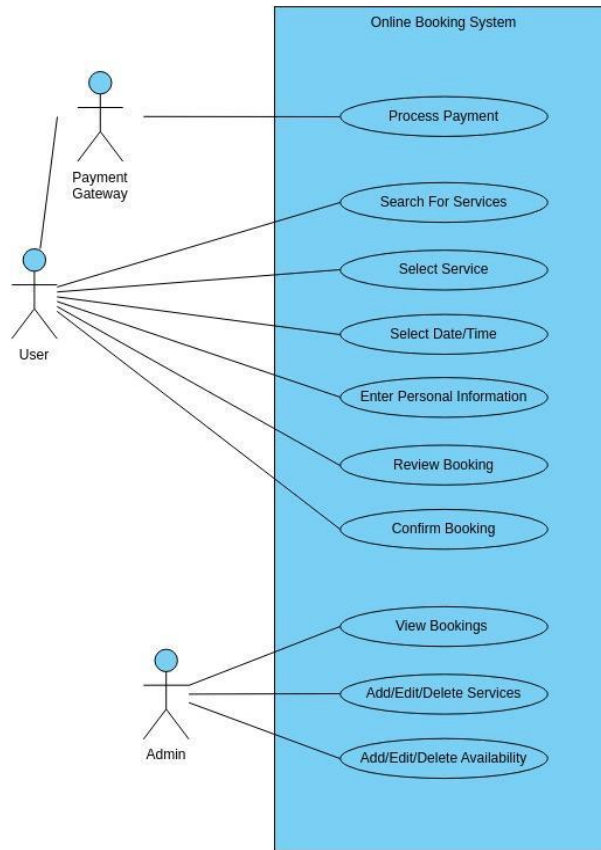 Online Booking System
Process Payment
Payment
Gateway
Search For Services
Select Service
Select Date/Time
User
Enter Personal Information
Review Booking
Confirm Booking
View Bookings
Add/Edit/Delete Services
Admin
Add/Edit/Delete Availability